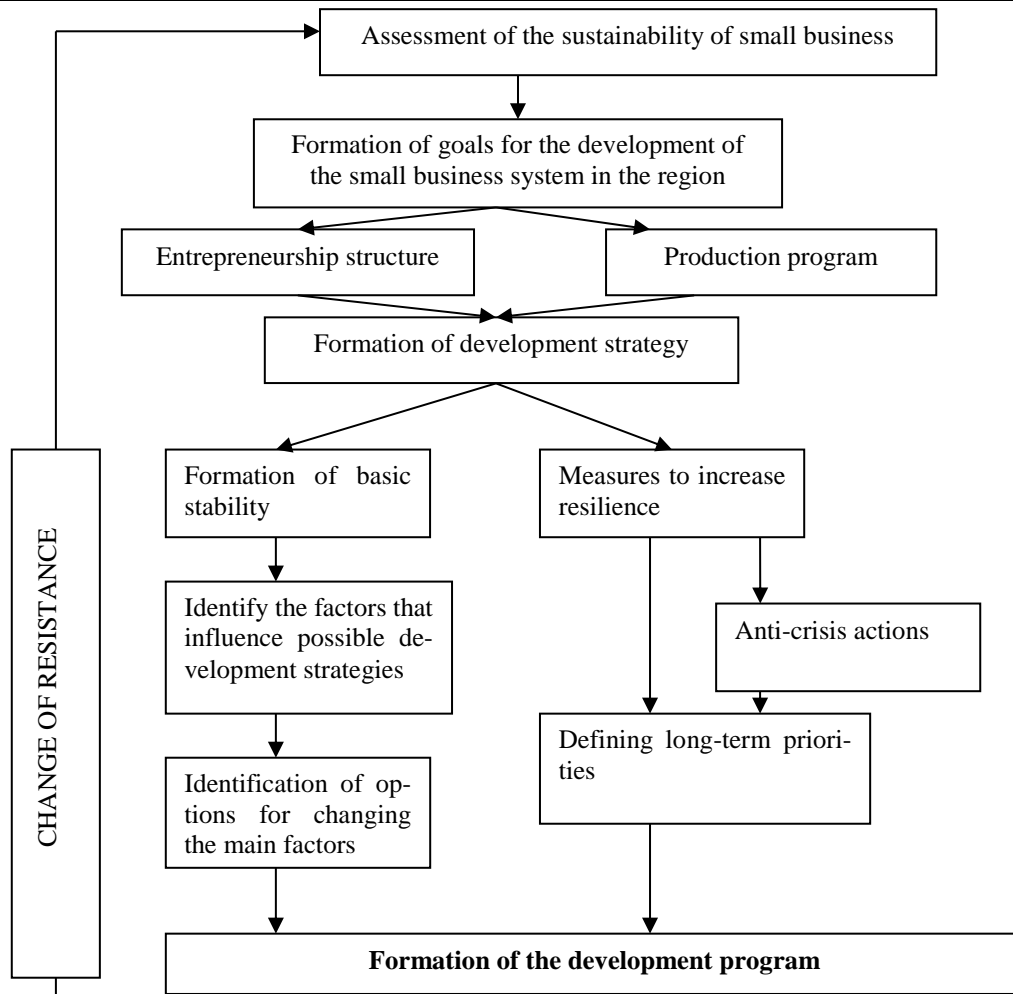 Assessment of the sustainability of small business
Formation of goals for the development of
the small business system in the region
Entrepreneurship structure
Production program
Formation of development strategy
Formation of basic
stability
Measures to increase
resilience
CHANGE OF RESISTANCE
Identify the factors that
influence possible de-
velopment strategies
Anti-crisis actions
Defining long-term priori-
ties
Identification of op-
tions for changing
the main factors
Formation of the development program